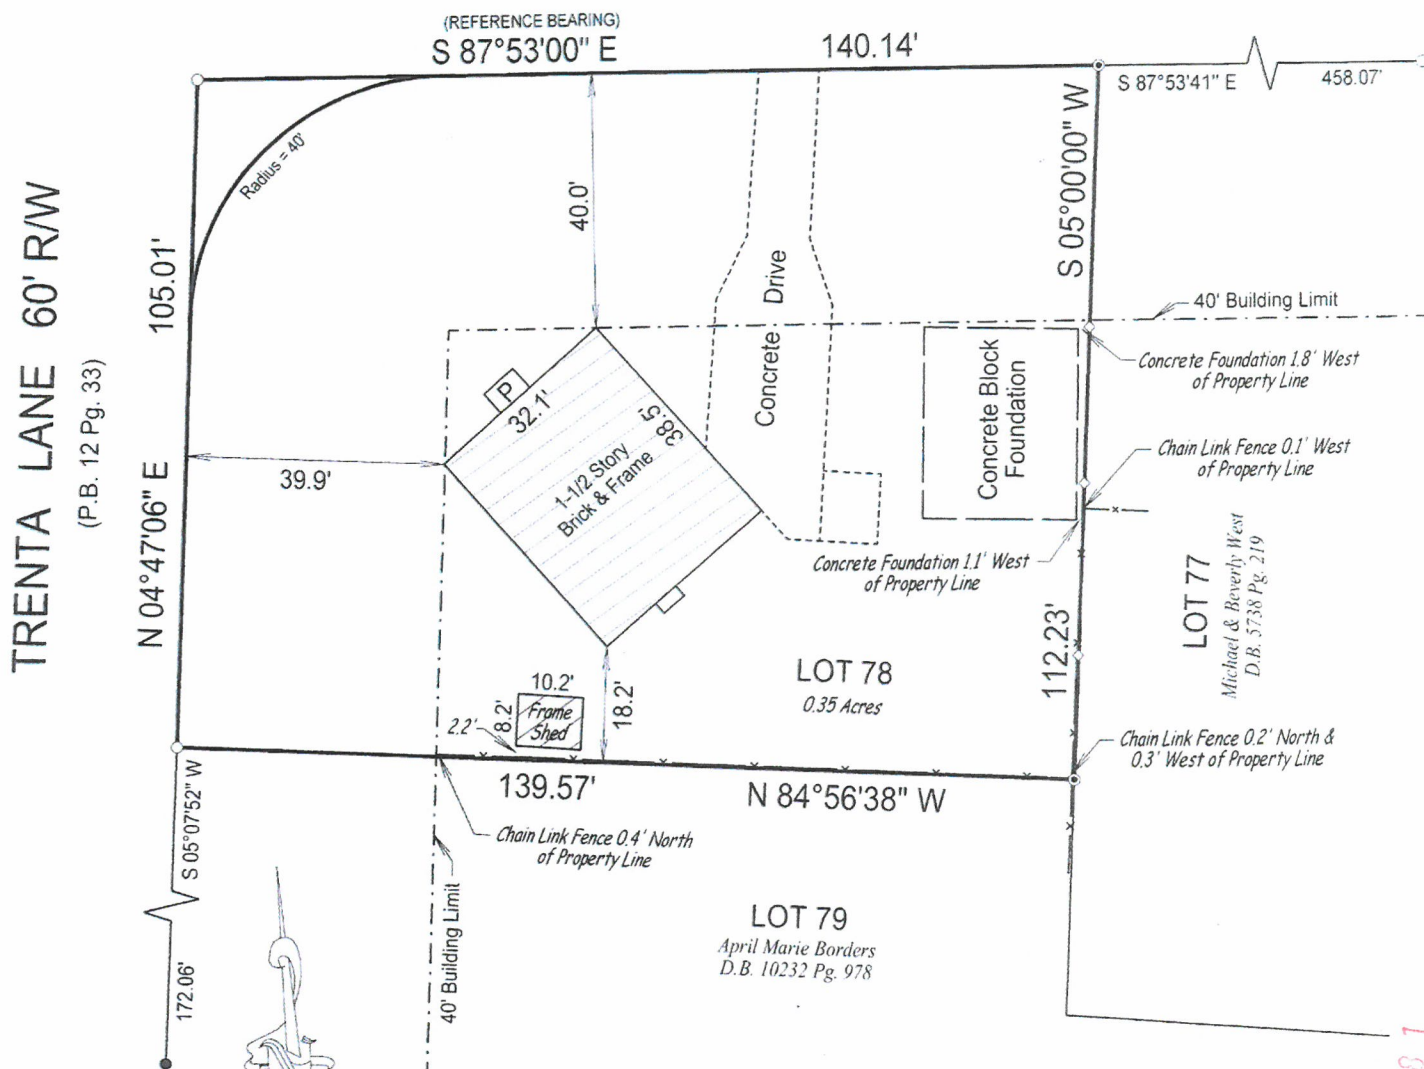 (REFERENCE BEARING)
S 87°53'00" E
140.14'
S 87°53'41" E
458.07'
Radius = 40'
S 05°00'00" W
TRENTA LANE 60' R/W
(P.B. 12 Pg. 33)
105.01'
N 04°47'06" E
40.0'
Concrete Drive
40' Building Limit
Concrete Block
Foundation
Concrete Foundation 1.8' West
of Property Line
P
32.1'
38.5'
1-1/2 Story
Brick & Frame
39.9'
Chain Link Fence 0.1' West
of Property Line
Concrete Foundation 1.1' West
of Property Line
LOT 77
Michael & Beverly West
D.B. 5738 Pg. 219
112.23'
LOT 78
0.35 Acres
10.2'
8.2'
Frame
Shed
2.2'
18.2'
Chain Link Fence 0.2' North &
0.3' West of Property Line
139.57'
N 84°56'38" W
S 05°07'52" W
172.06'
Chain Link Fence 0.4' North
of Property Line
40' Building Limit
LOT 79
April Marie Borders
D.B. 10232 Pg. 978